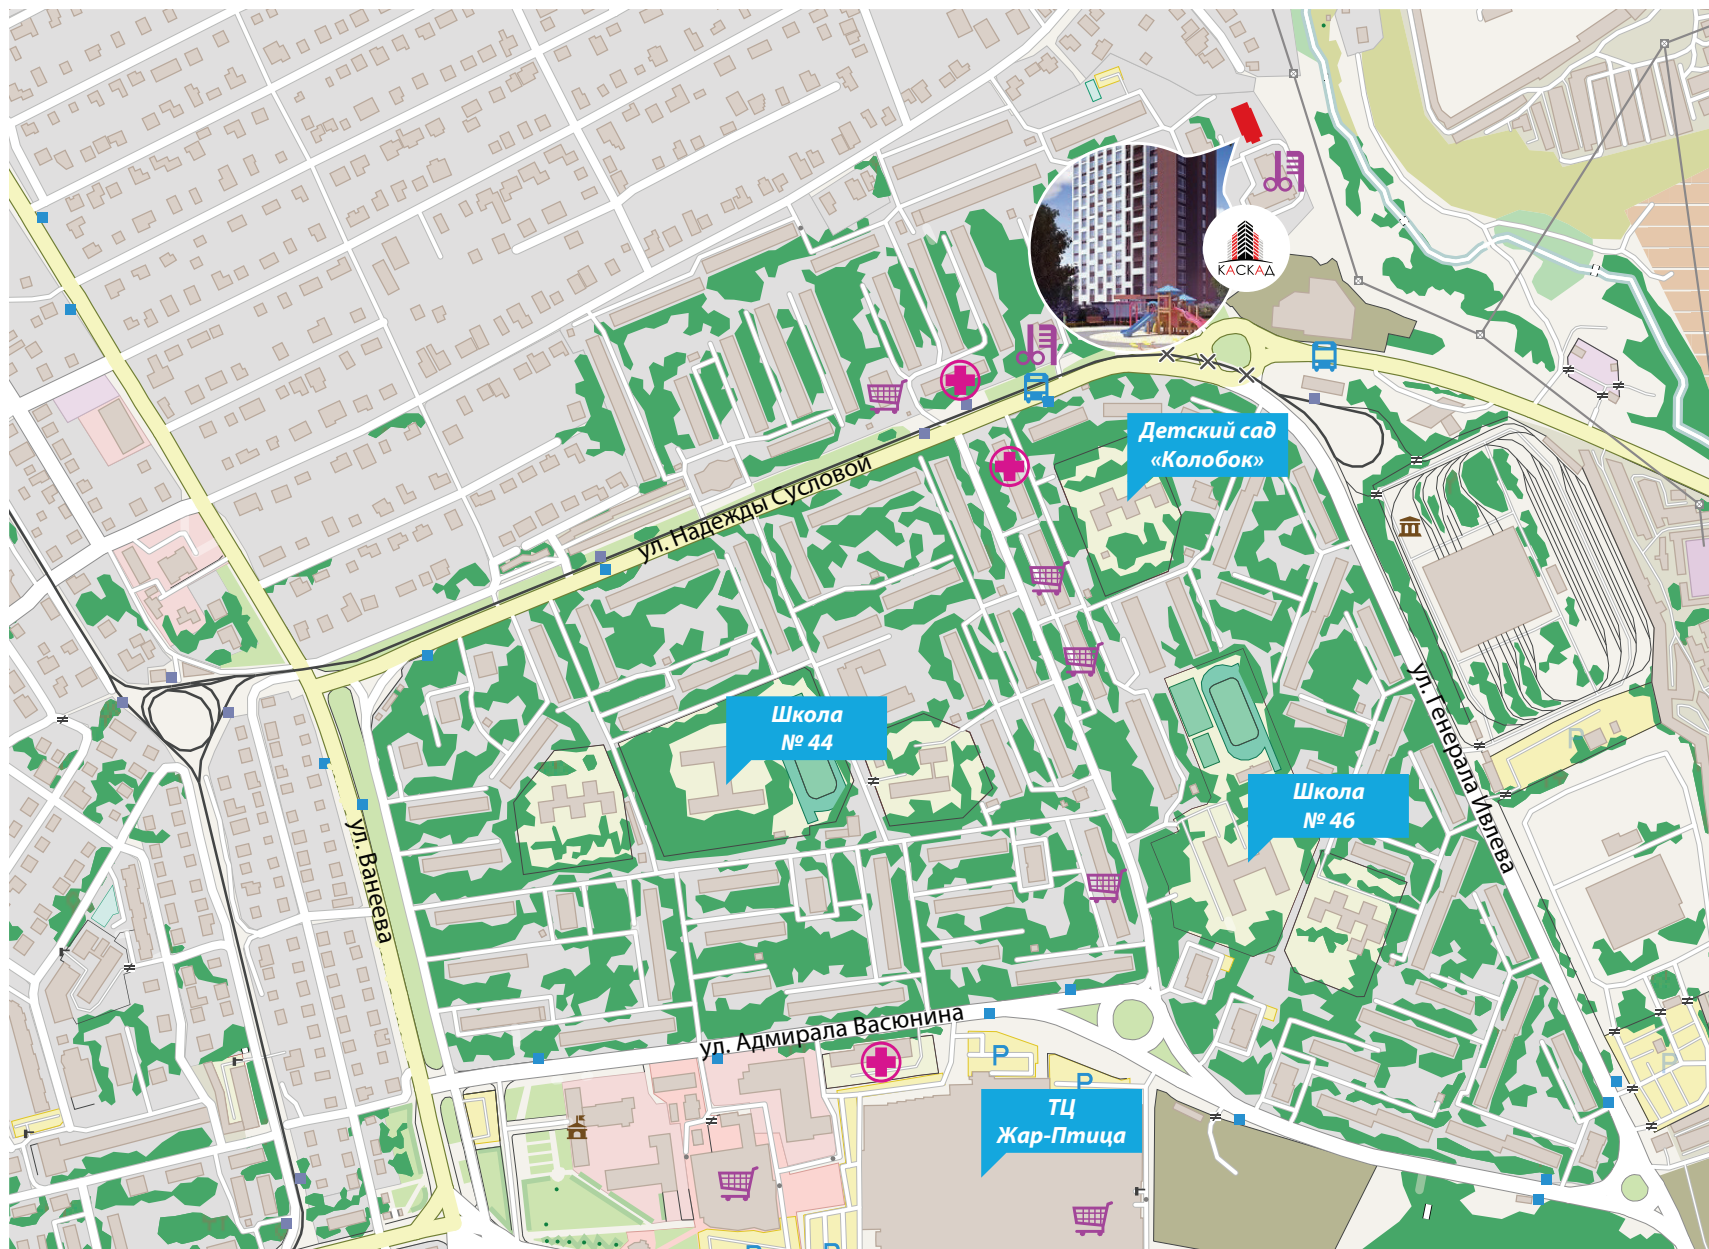 КАСКАД
Детский сад
«Колобок»
ул. Надежды Сусловой
ул. Генерала Ивлева
Школа
№ 44
Школа
№ 46
ул. Ванеева
ул. Адмирала Васюнина
P
P
P
P
ТЦ
Жар-Птица
P
P